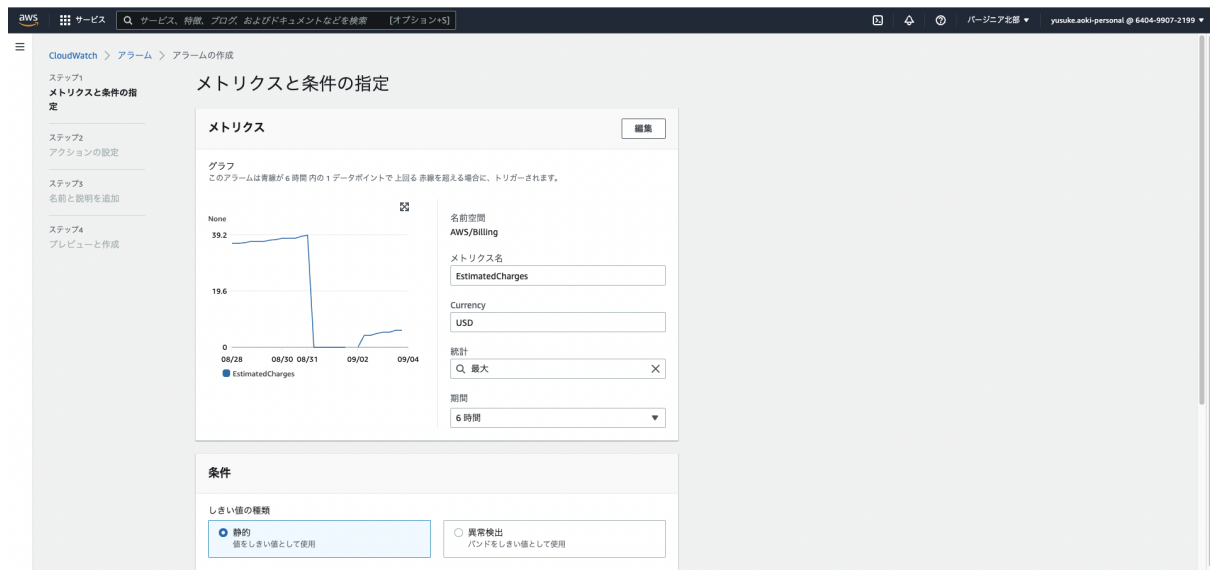 aws サービス サービス、特徴、ブログ、およびドキュメントなどを検索 [オプション+S] バージニア北部 ▼ yusuke.aoki-personal @ 6404-9907-2199 ▼
CloudWatch > アラーム > アラームの作成
ステップ1
メトリクスと条件の指
定
ステップ2
アクションの設定
ステップ3
名前と説明を追加
ステップ4
プレビューと作成
メトリクスと条件の指定
メトリクス
編集
グラフ
このアラームは青線が 6 時間 内の 1 データポイントで 上回る 赤線を超える場合に、トリガーされます。
None
39.2
19.6
0
08/28 08/30 08/31 09/02 09/04
EstimatedCharges
名前空間
AWS/Billing
メトリクス名
EstimatedCharges
Currency
USD
統計
最大
期間
6 時間
条件
しきい値の種類
静的
値をしきい値として使用
異常検出
バンドをしきい値として使用